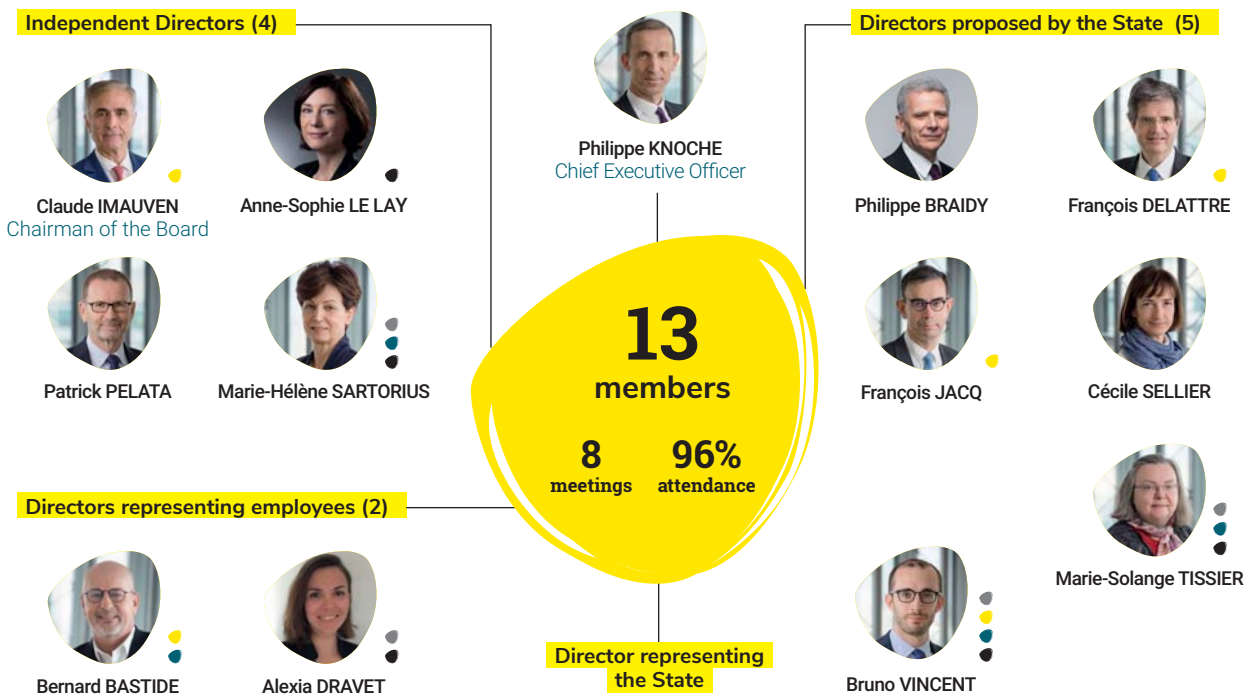 Independent Directors (4)
Claude IMAUVEN
Chairman of the Board
Anne-Sophie LE LAY
Patrick PELATA
Marie-Hélène SARTORIUS
Philippe KNOCHE
Chief Executive Officer
Directors proposed by the State (5)
Philippe BRAIDY
François DELATTRE
François JACQ
Cécile SELLIER
Marie-Solange TISSIER
13
members
8
meetings
96%
attendance
Directors representing employees (2)
Bernard BASTIDE
Alexia DRAVET
Director representing
the State
Bruno VINCENT